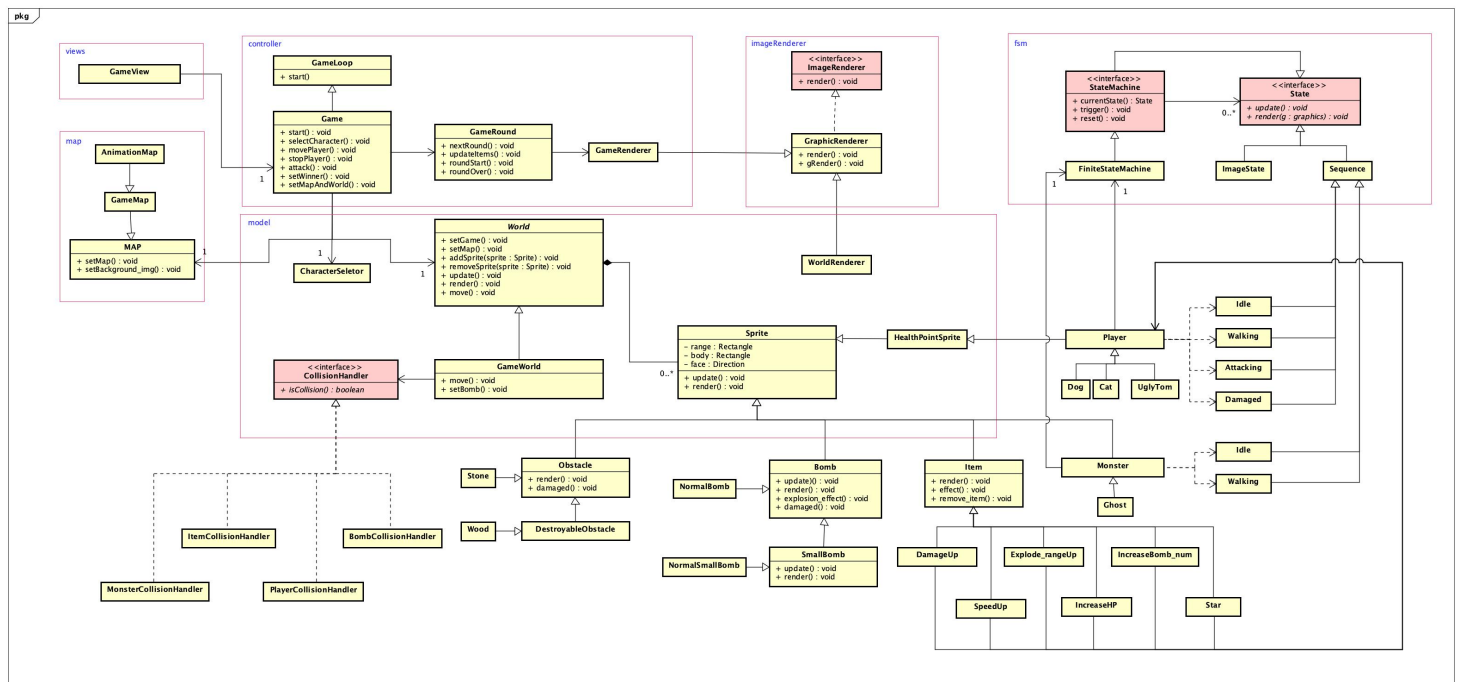 pkg
views
GameView
controller
GameLoop
+ start()
Game
+ start() : void
+ selectCharacter() : void
+ movePlayer() : void
+ stopPlayer() : void
+ attack() : void
+ setWinner() : void
+ setMapAndWorld() : void
1
GameRound
+ nextRound() : void
+ updateItems() : void
+ roundStart() : void
+ roundOver() : void
GameRenderer
imageRenderer
<<interface>>
ImageRenderer
+ render() : void
GraphicRenderer
+ render() : void
+ gRender() : void
WorldRenderer
fsm
<<interface>>
StateMachine
+ currentState() : State
+ trigger() : void
+ reset() : void
0..*
<<interface>>
State
+ update() : void
+ render(g : graphics) : void
FiniteStateMachine
1
1
ImageState
Sequence
map
AnimationMap
GameMap
MAP
+ setMap() : void
+ setBackground_img() : void
1
model
1
CharacterSeletor
1
World
+ setGame() : void
+ setMap() : void
+ addSprite(sprite : Sprite) : void
+ removeSprite(sprite : Sprite) : void
+ update() : void
+ render() : void
+ move() : void
<<interface>>
CollisionHandler
+ isCollision() : boolean
GameWorld
+ move() : void
+ setBomb() : void
0..*
Sprite
– range : Rectangle
– body : Rectangle
– face : Direction
+ update() : void
+ render() : void
HealthPointSprite
Player
Dog
Cat
UglyTom
Idle
Walking
Attacking
Damaged
Monster
Ghost
Idle
Walking
Stone
Obstacle
+ render() : void
+ damaged() : void
Wood
DestroyableObstacle
NormalBomb
Bomb
+ update() : void
+ render() : void
+ explosion_effect() : void
+ damaged() : void
NormalSmallBomb
SmallBomb
+ update() : void
+ render() : void
Item
+ render() : void
+ effect() : void
+ remove_item() : void
DamageUp
Explode_rangeUp
IncreaseBomb_num
SpeedUp
IncreaseHP
Star
ItemCollisionHandler
BombCollisionHandler
MonsterCollisionHandler
PlayerCollisionHandler